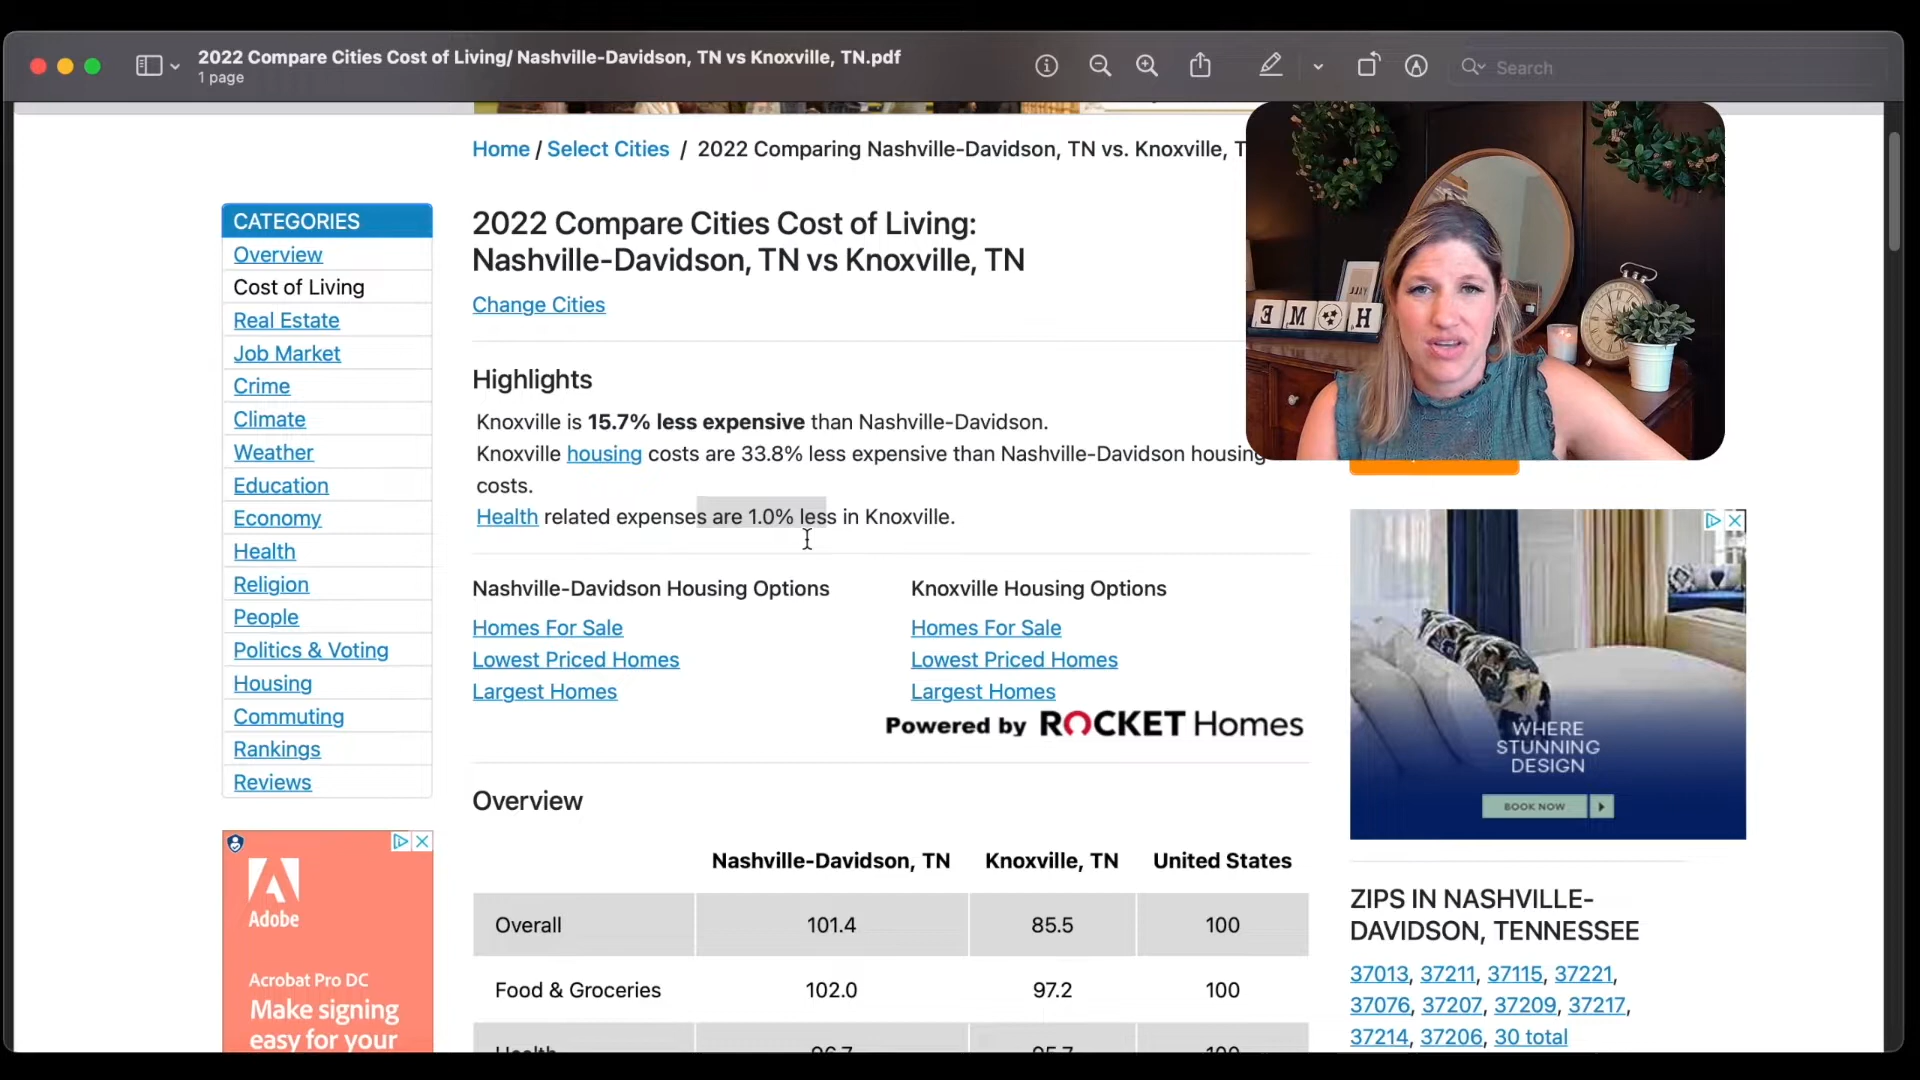 2022 Compare Cities Cost of Living/ Nashville-Davidson, TN vs Knoxville, TN.pdf
1 page
Search
Home / Select Cities / 2022 Comparing Nashville-Davidson, TN vs. Knoxville, T
CATEGORIES
Overview
Cost of Living
Real Estate
Job Market
Crime
Climate
Weather
Education
Economy
Health
Religion
People
Politics & Voting
Housing
Commuting
Rankings
Reviews
2022 Compare Cities Cost of Living:
Nashville-Davidson, TN vs Knoxville, TN
Change Cities
Highlights
Knoxville is 15.7% less expensive than Nashville-Davidson.
Knoxville housing costs are 33.8% less expensive than Nashville-Davidson housing
costs.
Health related expenses are 1.0% less in Knoxville.
Nashville-Davidson Housing Options
Homes For Sale
Lowest Priced Homes
Largest Homes
Knoxville Housing Options
Homes For Sale
Lowest Priced Homes
Largest Homes
Powered by ROCKET Homes
Overview
Nashville-Davidson, TN Knoxville, TN United States
Overall 101.4 85.5 100
Food & Groceries 102.0 97.2 100
Health 96.7 95.7 100
HOME
WHERE
STUNNING
DESIGN
BOOK NOW
ZIPS IN NASHVILLE-
DAVIDSON, TENNESSEE
37013, 37211, 37115, 37221,
37076, 37207, 37209, 37217,
37214, 37206, 30 total
Adobe
Acrobat Pro DC
Make signing
easy for your